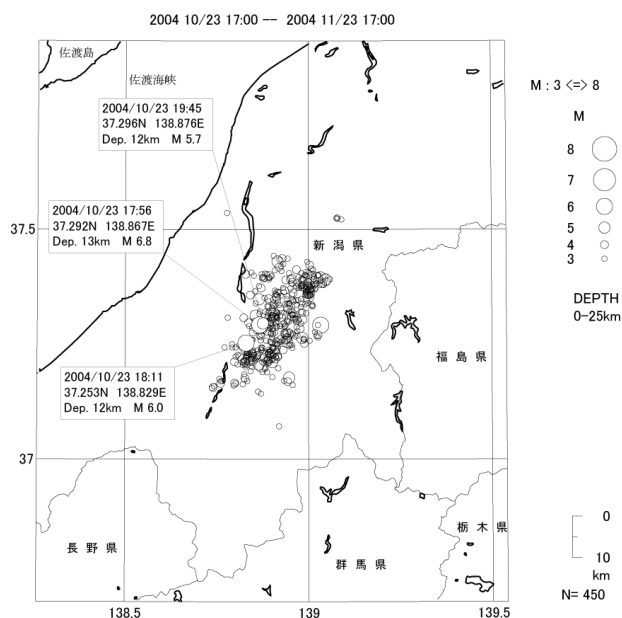 2004 10/23 17:00 -- 2004 11/23 17:00
佐渡島
佐渡海峡
2004/10/23 19:45
37.296N 138.876E
Dep. 12km M 5.7
2004/10/23 17:56
37.292N 138.867E
Dep. 13km M 6.8
2004/10/23 18:11
37.253N 138.829E
Dep. 12km M 6.0
新潟県
福島県
長野県
群馬県
栃木県
37.5
37
138.5
139
139.5
M : 3 <=> 8
M
8
7
6
5
4
3
DEPTH
0-25km
0
10
km
N= 450